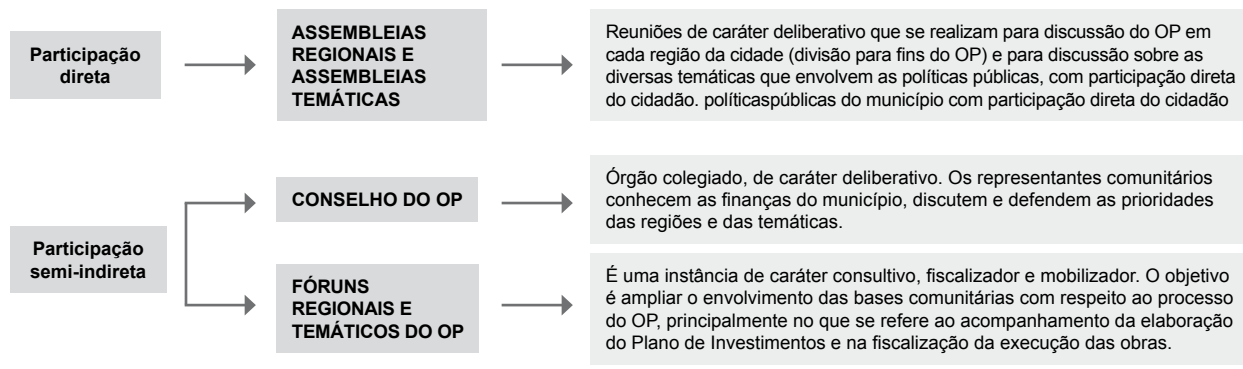 Participação
direta
ASSEMBLEIAS
REGIONAIS E
ASSEMBLEIAS
TEMÁTICAS
Reuniões de caráter deliberativo que se realizam para discussão do OP em
cada região da cidade (divisão para fins do OP) e para discussão sobre as
diversas temáticas que envolvem as políticas públicas, com participação direta
do cidadão. políticaspúblicas do município com participação direta do cidadão
Participação
semi-indireta
CONSELHO DO OP
Órgão colegiado, de caráter deliberativo. Os representantes comunitários
conhecem as finanças do município, discutem e defendem as prioridades
das regiões e das temáticas.
FÓRUNS
REGIONAIS E
TEMÁTICOS DO OP
É uma instância de caráter consultivo, fiscalizador e mobilizador. O objetivo
é ampliar o envolvimento das bases comunitárias com respeito ao processo
do OP, principalmente no que se refere ao acompanhamento da elaboração
do Plano de Investimentos e na fiscalização da execução das obras.